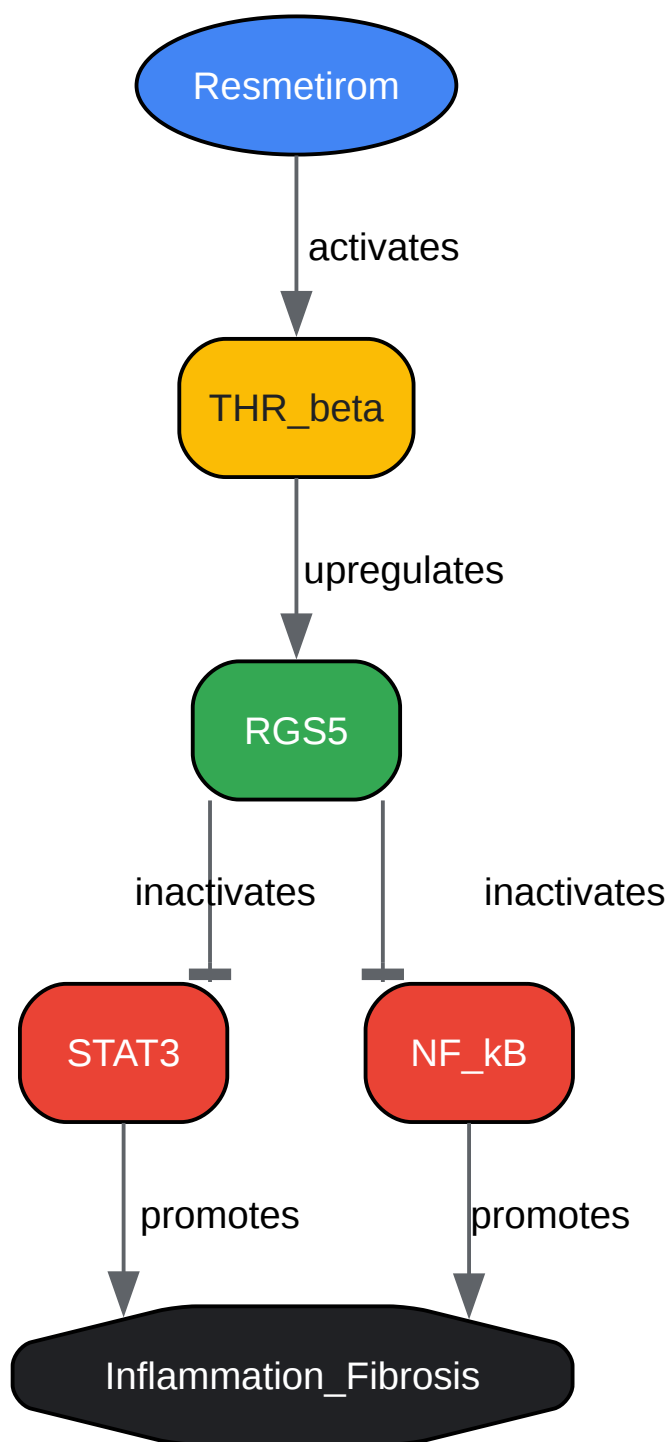 Resmetirom
activates
THR_beta
upregulates
RGS5
inactivates
inactivates
STAT3
NF_kB
promotes
promotes
Inflammation_Fibrosis